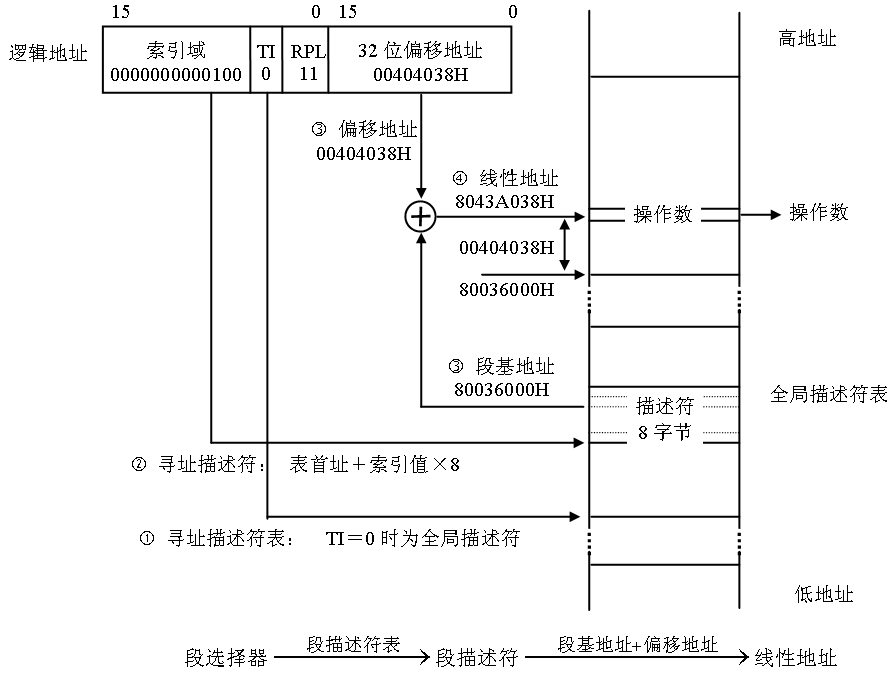 15 0 15 0
逻辑地址
索引域 TI RPL 32 位偏移地址
0000000000100 0 11 00404038H
高地址
③ 偏移地址
00404038H
④ 线性地址
8043A038H
操作数 操作数
00404038H
80036000H
③ 段基地址
80036000H
全局描述符表
描述符
8 字节
② 寻址描述符： 表首址＋索引值×8
① 寻址描述符表： TI＝0 时为全局描述符
低地址
段选择器 段描述符表 段描述符 段基地址+偏移地址 线性地址